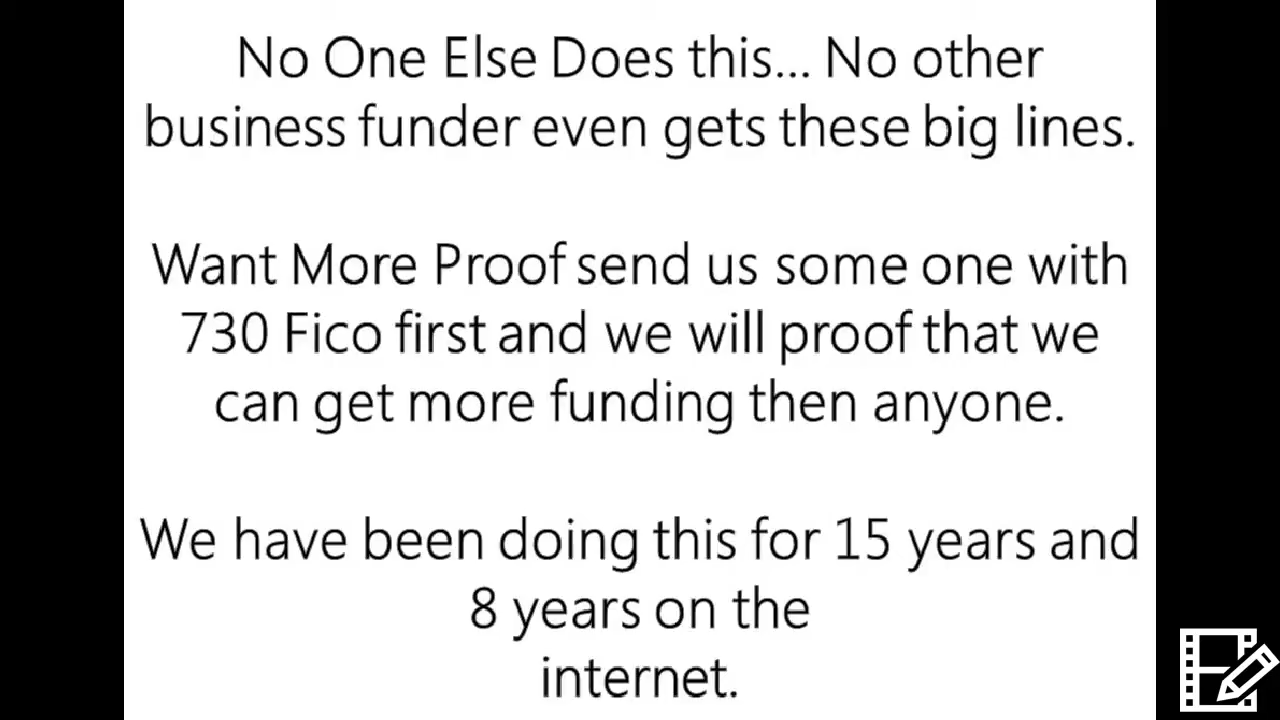 No One Else Does this... No other
business funder even gets these big lines.
Want More Proof send us some one with
730 Fico first and we will proof that we
can get more funding then anyone.
We have been doing this for 15 years and
8 years on the
internet.